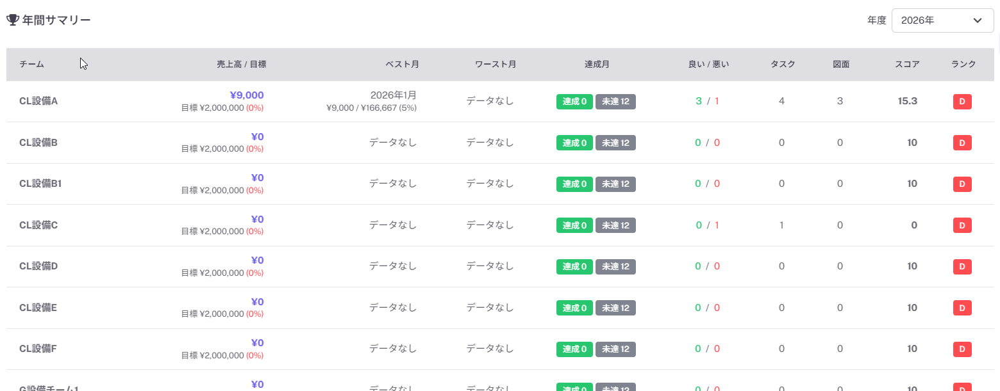 年間サマリー
年度 2026年
チーム 売上高 / 目標 ベスト月 ワースト月 達成月 良い / 悪い タスク 図面 スコア ランク
CL設備A ¥9,000 2026年1月 データなし 達成 0 未達 12 3 / 1 4 3 15.3 D
目標 ¥2,000,000 (0%) ¥9,000 / ¥166,667 (5%)
CL設備B ¥0 データなし データなし 達成 0 未達 12 0 / 0 0 0 10 D
目標 ¥2,000,000 (0%)
CL設備B1 ¥0 データなし データなし 達成 0 未達 12 0 / 0 0 0 10 D
目標 ¥2,000,000 (0%)
CL設備C ¥0 データなし データなし 達成 0 未達 12 0 / 1 1 0 0 D
目標 ¥2,000,000 (0%)
CL設備D ¥0 データなし データなし 達成 0 未達 12 0 / 0 0 0 10 D
目標 ¥2,000,000 (0%)
CL設備E ¥0 データなし データなし 達成 0 未達 12 0 / 0 0 0 10 D
目標 ¥2,000,000 (0%)
CL設備F ¥0 データなし データなし 達成 0 未達 12 0 / 0 0 0 10 D
目標 ¥2,000,000 (0%)
G設備チーム1 ¥0 データなし データなし 達成 0 未達 12 0 / 0 0 0 10 D